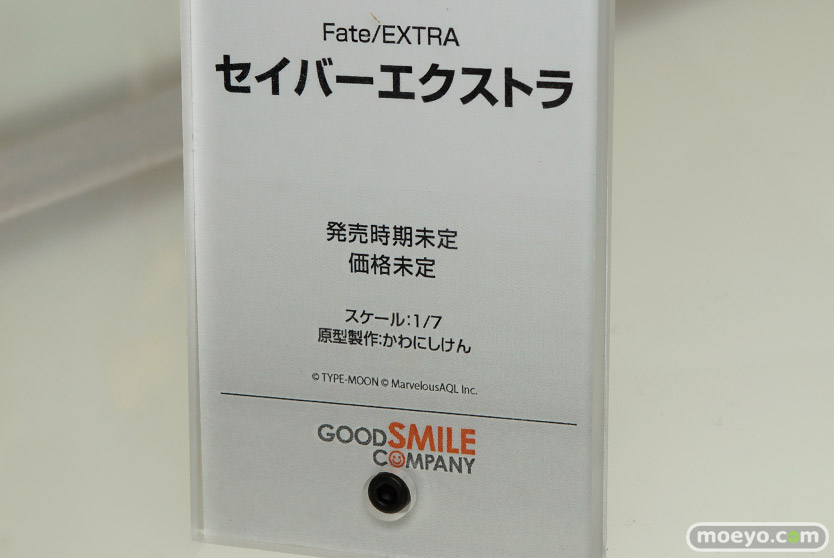 Fate/EXTRA
セイバーエクストラ
発売時期未定
価格未定
スケール:1/7
原型製作:かわにしけん
© TYPE-MOON © MarvelousAQL Inc.
GOODSMILE
COMPANY
moeyo.com